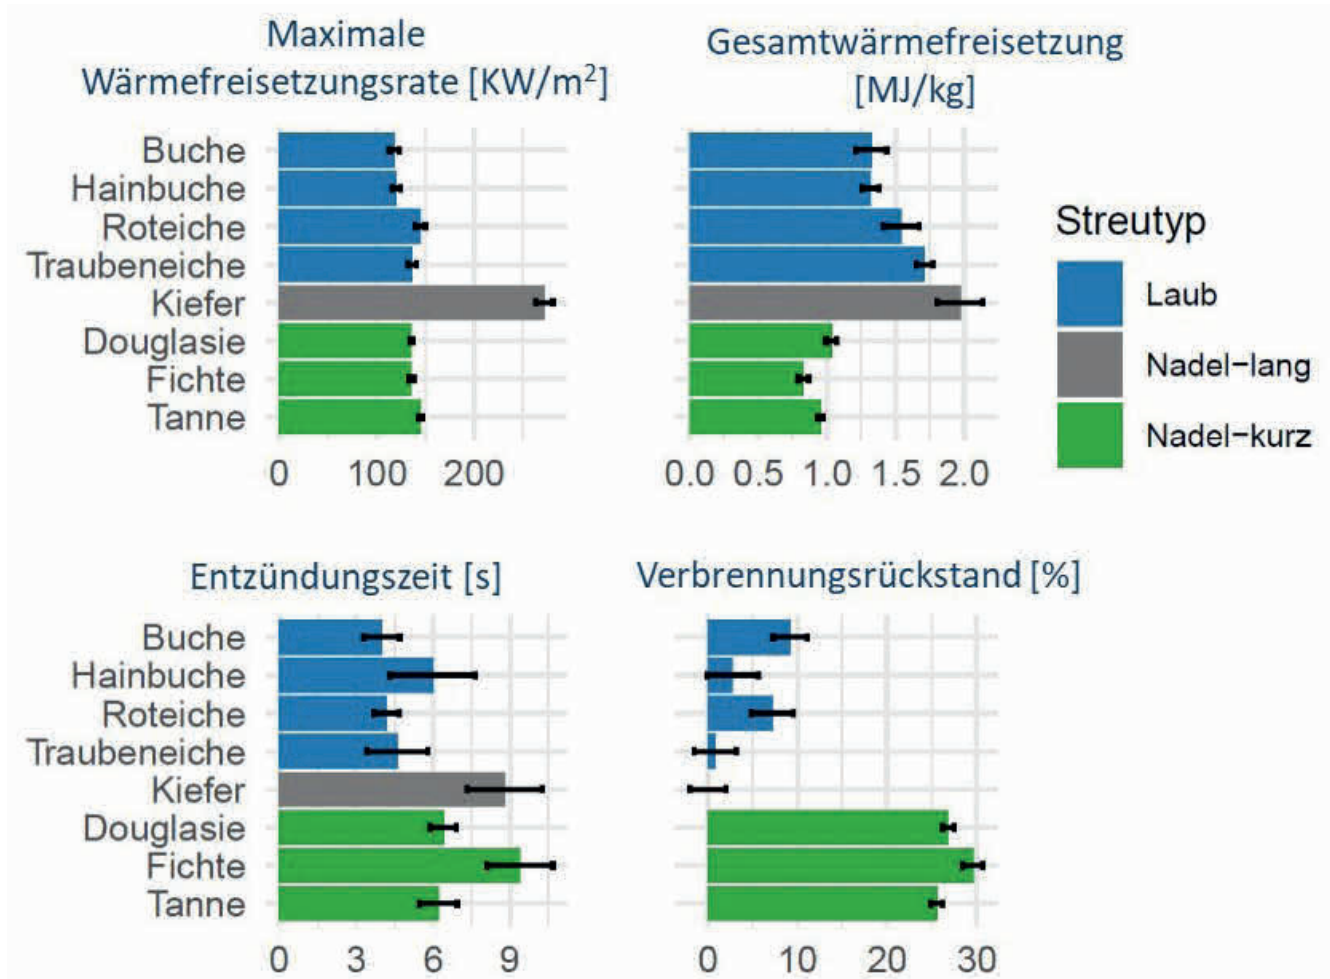 Maximale
Wärmefreisetzungsrate [KW/m²]
Gesamtwärmefreisetzung
[MJ/kg]
Buche
Hainbuche
Roteiche
Traubeneiche
Kiefer
Douglasie
Fichte
Tanne
0 100 200
0.0 0.5 1.0 1.5 2.0
Streutyp
Laub
Nadel-lang
Nadel-kurz
Entzündungszeit [s]
Verbrennungsrückstand [%]
Buche
Hainbuche
Roteiche
Traubeneiche
Kiefer
Douglasie
Fichte
Tanne
0 3 6 9
0 10 20 30